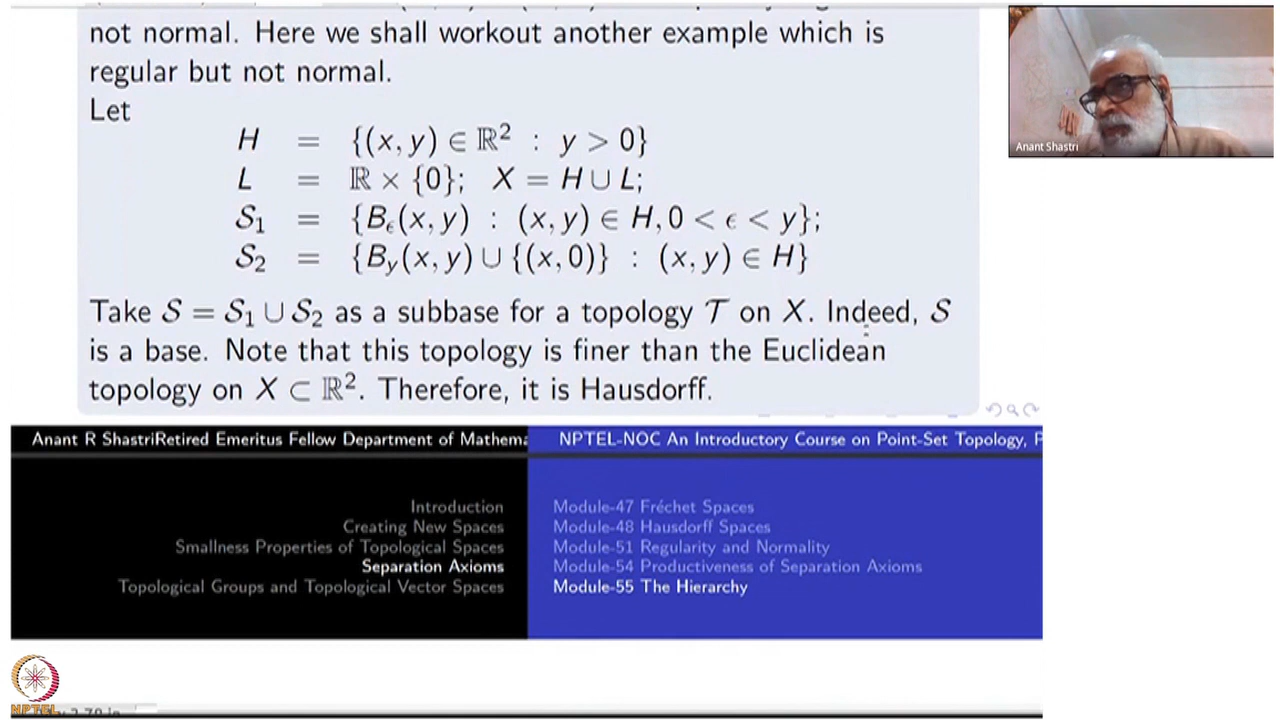 not normal. Here we shall workout another example which is
regular but not normal.
Let
H = {(x, y) ∈ ℝ² : y > 0}
L = ℝ × {0}; X = H ∪ L;
𝒮₁ = {B_ϵ(x, y) : (x, y) ∈ H, 0 < ϵ < y};
𝒮₂ = {B_y(x, y) ∪ {(x, 0)} : (x, y) ∈ H}
Take 𝒮 = 𝒮₁ ∪ 𝒮₂ as a subbase for a topology 𝒯 on X. Indeed, 𝒮
is a base. Note that this topology is finer than the Euclidean
topology on X ⊂ ℝ². Therefore, it is Hausdorff.
Anant Shastri
Anant R ShastriRetired Emeritus Fellow Department of Mathema
NPTEL-NOC An Introductory Course on Point-Set Topology, P
Introduction
Creating New Spaces
Smallness Properties of Topological Spaces
Separation Axioms
Topological Groups and Topological Vector Spaces
Module-47 Fréchet Spaces
Module-48 Hausdorff Spaces
Module-51 Regularity and Normality
Module-54 Productiveness of Separation Axioms
Module-55 The Hierarchy
NPTEL